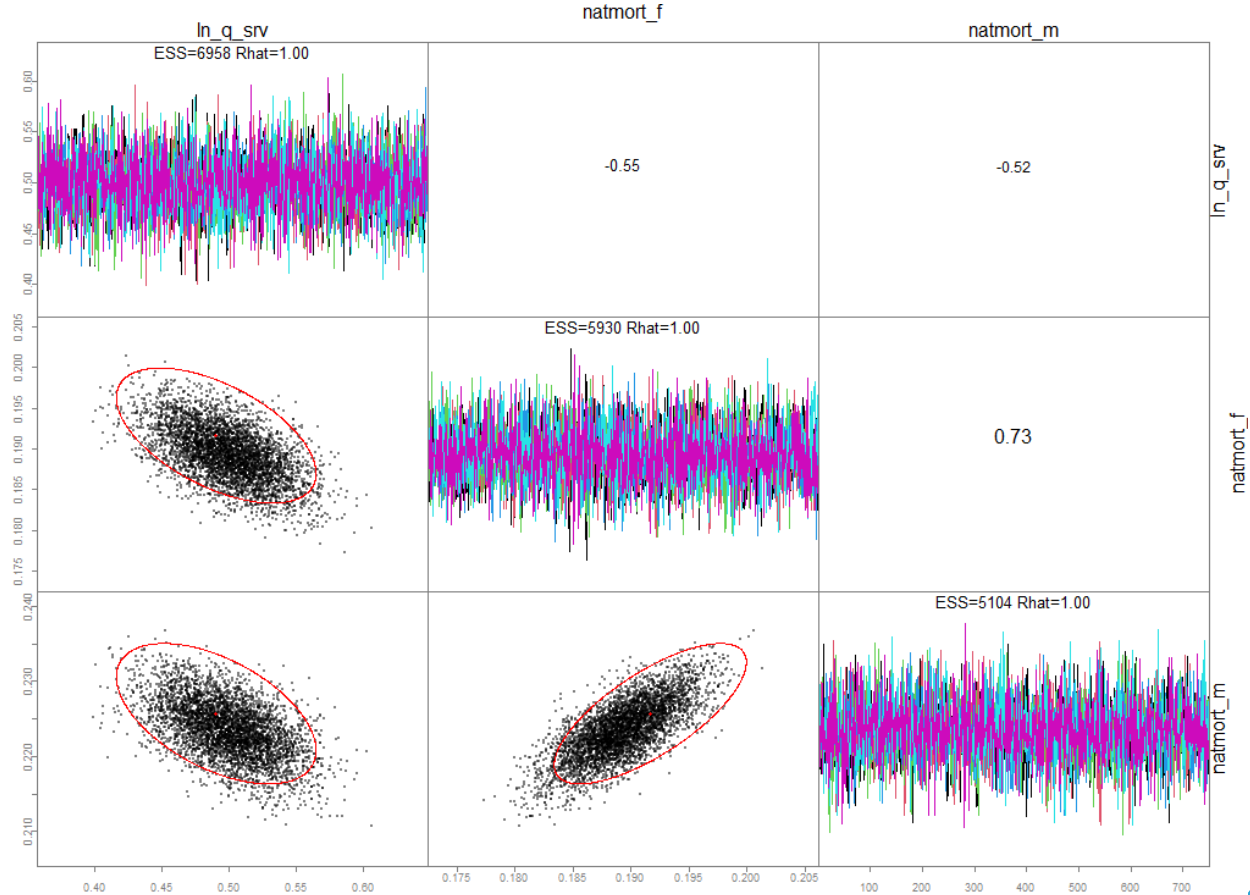 ln_q_srv natmort_f natmort_m
ESS=6958 Rhat=1.00
-0.55
-0.52
ln_q_srv
0.60
0.55
0.50
0.45
0.40
ESS=5930 Rhat=1.00
0.73
natmort_f
0.205
0.200
0.195
0.190
0.185
0.180
0.175
ESS=5104 Rhat=1.00
natmort_m
0.240
0.230
0.220
0.210
0.40 0.45 0.50 0.55 0.60
0.175 0.180 0.185 0.190 0.195 0.200 0.205
100 200 300 400 500 600 700